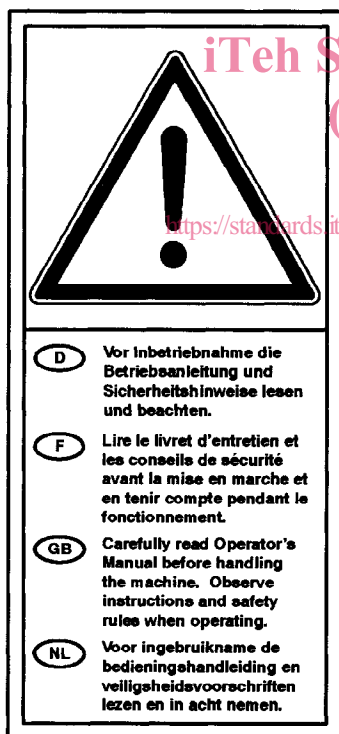 iTeh S
(
https://standards.it
D
Vor Inbetriebnahme die
Betriebsanleitung und
Sicherheitshinweise lesen
und beachten.
F
Lire le livret d'entretien et
les conseils de sécurité
avant la mise en marche et
en tenir compte pendant le
fonctionnement.
GB
Carefully read Operator's
Manual before handling
the machine. Observe
instructions and safety
rules when operating.
NL
Voor ingebruikname de
bedieningshandleiding en
veiligheidsvoorschriften
lezen en in acht nemen.